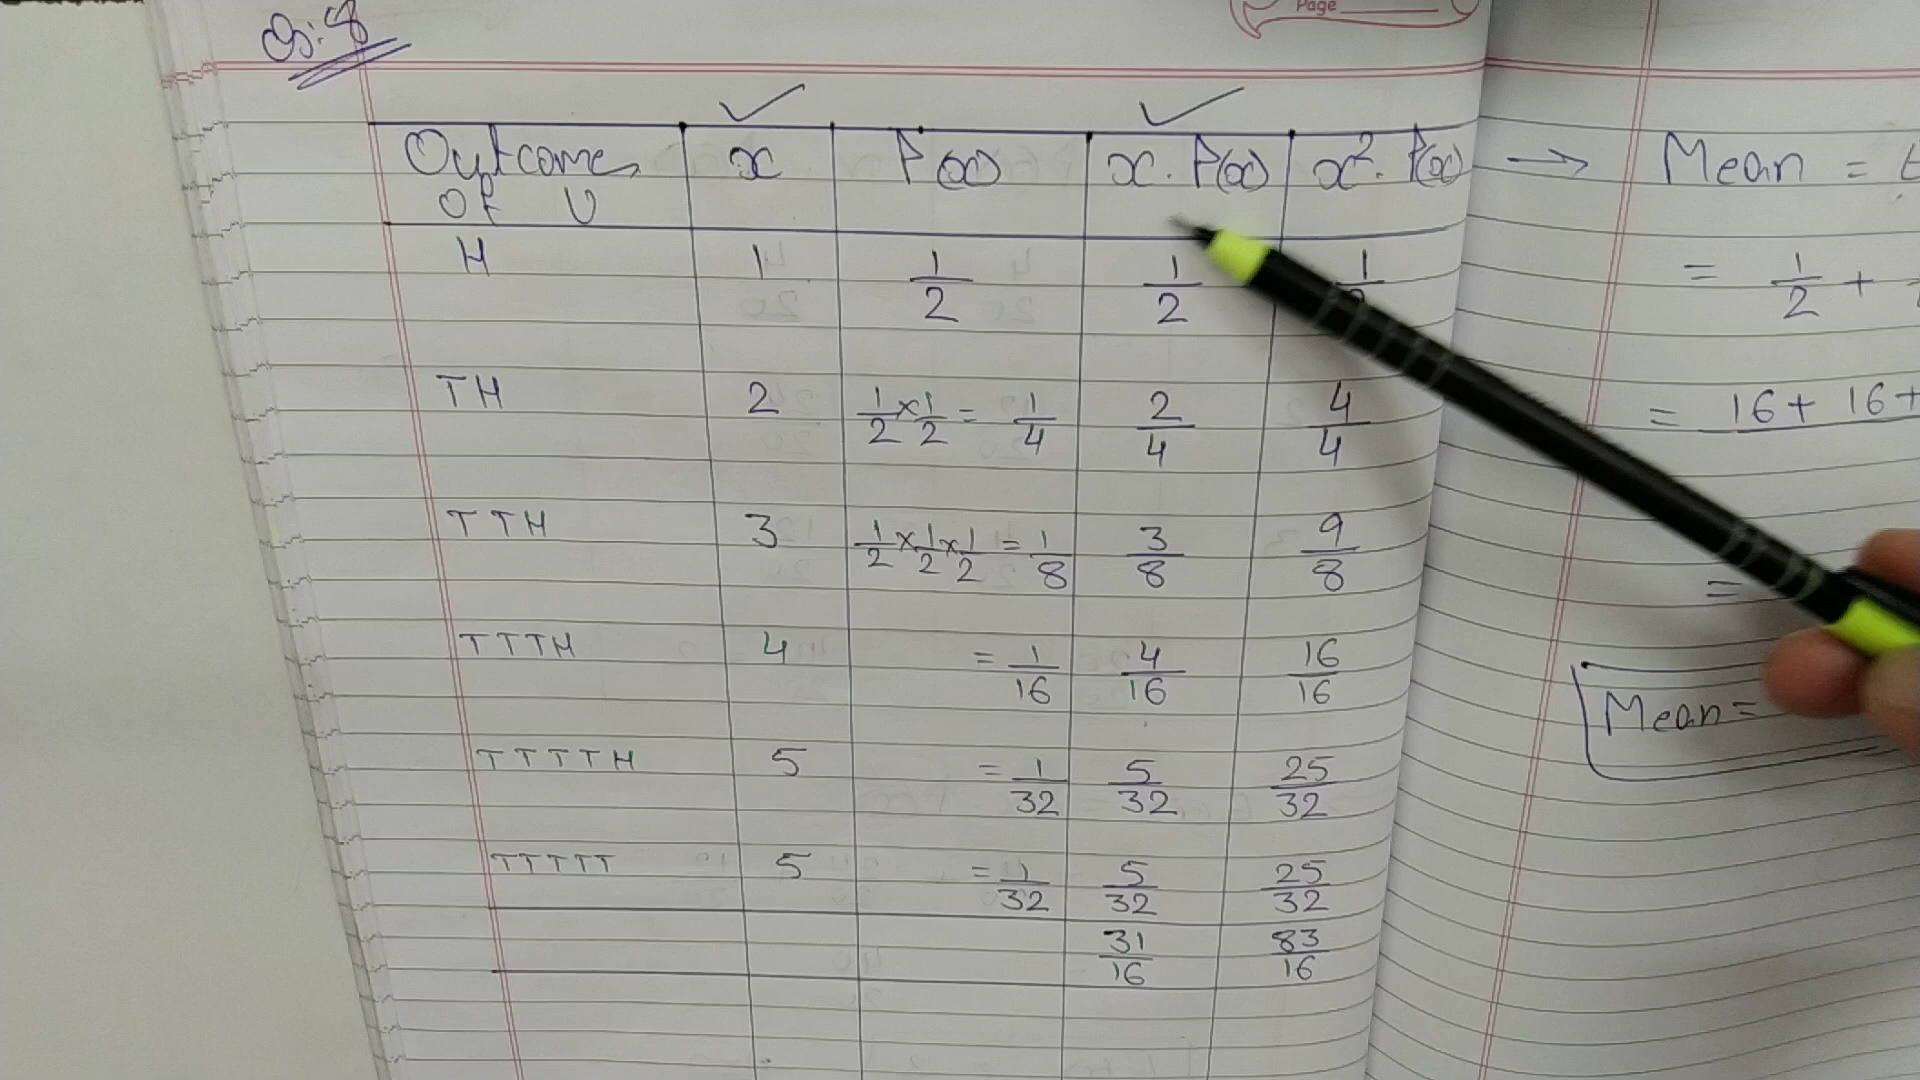 Page
Q:8
Outcomes of U | x | P(x) | x . P(x) | x². P(x) → Mean =
H | 1 | 1/2 | 1/2 | 1/2
= 1/2 +
TH | 2 | 1/2 × 1/2 = 1/4 | 2/4 | 4/4
= 16 + 16 +
TTH | 3 | 1/2 × 1/2 × 1/2 = 1/8 | 3/8 | 9/8
=
TTTH | 4 | = 1/16 | 4/16 | 16/16
Mean =
TTTTH | 5 | = 1/32 | 5/32 | 25/32
TTTTT | 5 | = 1/32 | 5/32 | 25/32
31/16 | 83/16